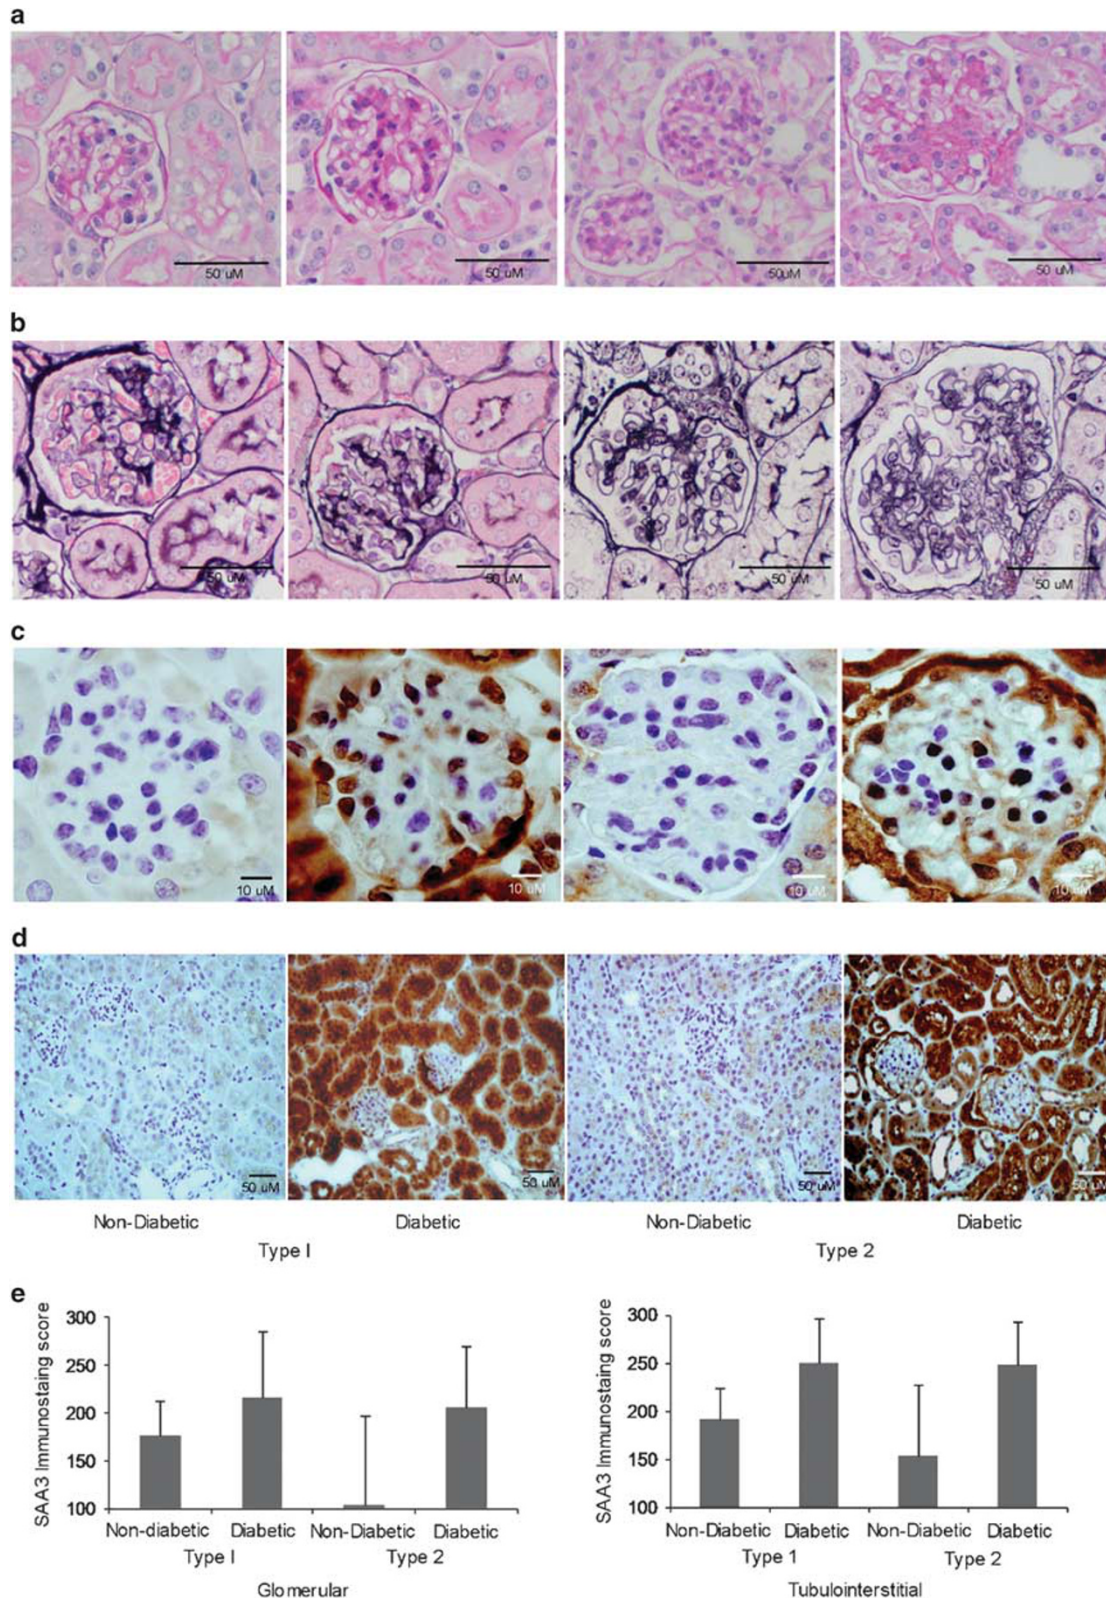 a
50 uM 50 uM 50uM 50 uM
b
50 uM 50 uM 50 uM 50 uM
c
10 uM 10 uM 10 uM 10 uM
d
50 uM 50 uM 50 uM 50 uM
Non-Diabetic Diabetic Non-Diabetic Diabetic
Type I Type 2
e
SAA3 Immunostaing score
300
250
200
150
100
Non-diabetic Diabetic Non-Diabetic Diabetic
Type I Type 2
Glomerular
SAA3 Immunostaing score
300
250
200
150
100
Non-Diabetic Diabetic Non-Diabetic Diabetic
Type 1 Type 2
Tubulointerstitial